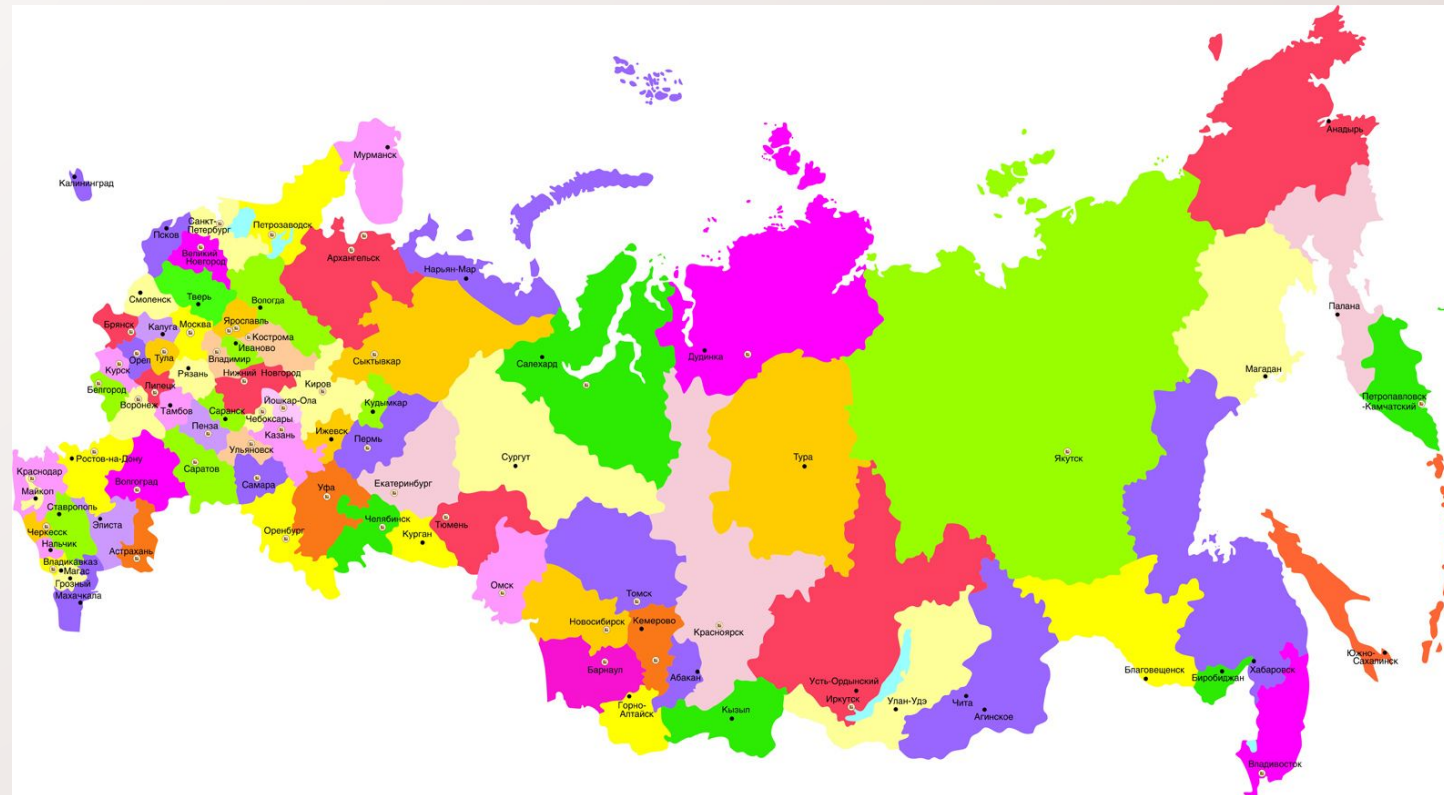 Анадырь
Мурманск
Калининград
Санкт-
Петербург
Петрозаводск
Псков
Великий
Новгород
Архангельск
Нарьян-Мар
Смоленск
Тверь
Вологда
Палана
Брянск
Калуга
Москва
Ярославль
Кострома
Иваново
Орел
Тула
Владимир
Сыктывкар
Салехард
Дудинка
Курск
Рязань
Нижний Новгород
Магадан
Белгород
Липецк
Киров
Воронеж
Тамбов
Саранск
Йошкар-Ола
Чебоксары
Кудымкар
Петропавловск
-Камчатский
Пенза
Казань
Ижевск
Пермь
Ульяновск
Сургут
Тура
Якутск
Ростов-на-Дону
Саратов
Краснодар
Волгоград
Самара
Уфа
Екатеринбург
Майкоп
Ставрополь
Элиста
Челябинск
Тюмень
Черкесск
Оренбург
Курган
Нальчик
Астрахань
Владикавказ
Магас
Грозный
Махачкала
Омск
Томск
Новосибирск
Кемерово
Красноярск
Барнаул
Абакан
Южно-
Сахалинск
Благовещенск
Биробиджан
Хабаровск
Усть-Ордынский
Иркутск
Улан-Удэ
Чита
Агинское
Горно-
Алтайск
Кызыл
Владивосток